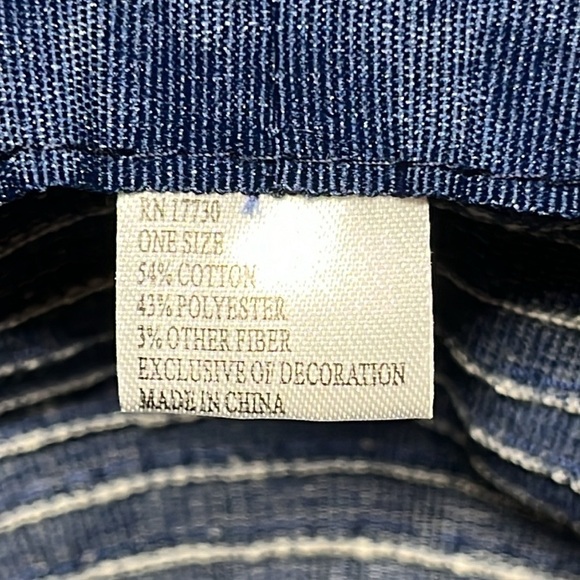 RN 17730
ONE SIZE
54% COTTON
43% POLYESTER
3% OTHER FIBER
EXCLUSIVE OF DECORATION
MADE IN CHINA